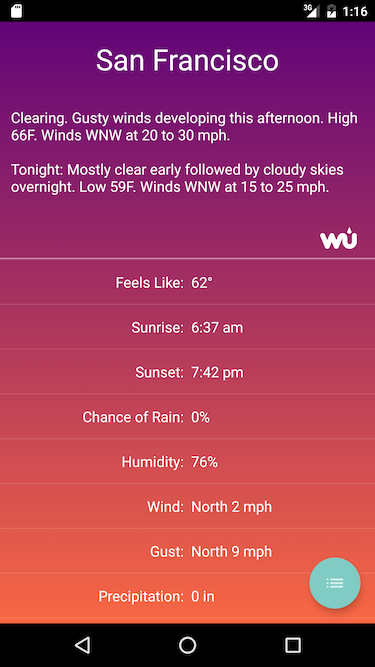 3G 1:16
San Francisco
Clearing. Gusty winds developing this afternoon. High
66F. Winds WNW at 20 to 30 mph.
Tonight: Mostly clear early followed by cloudy skies
overnight. Low 59F. Winds WNW at 15 to 25 mph.
wu
Feels Like: 62°
Sunrise: 6:37 am
Sunset: 7:42 pm
Chance of Rain: 0%
Humidity: 76%
Wind: North 2 mph
Gust: North 9 mph
Precipitation: 0 in